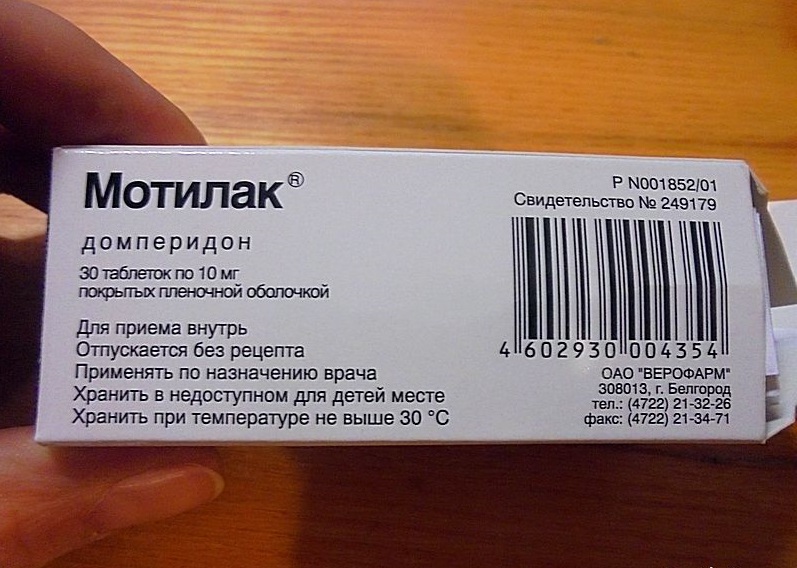 Мотилак®
домперидон
30 таблеток по 10 мг
покрытых пленочной оболочкой
Для приема внутрь
Отпускается без рецепта
Применять по назначению врача
Хранить в недоступном для детей месте
Хранить при температуре не выше 30 °C
Р N001852/01
Свидетельство № 249179
4 602930 004354
ОАО "ВЕРОФАРМ"
308013, г. Белгород
тел.: (4722) 21-32-26
факс: (4722) 21-34-71